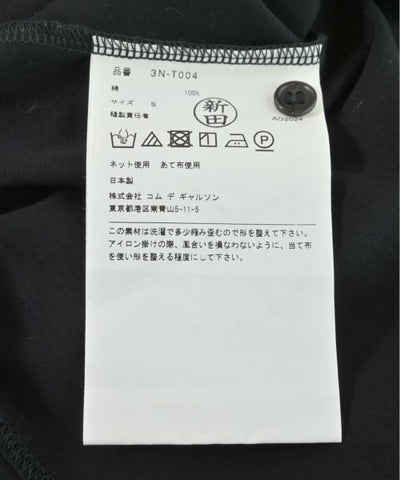 品番 3N-T004
綿 100%
サイズ S
縫製責任者
新田
AD2024
ネット使用 あて布使用
日本製
株式会社 コム デ ギャルソン
東京都港区南青山5-11-5
この素材は洗濯で多少縮み歪むので形を整えて下さい。
アイロン掛けの際、風合いを損なわないように、当て布
を使い形を整える程度にして下さい。